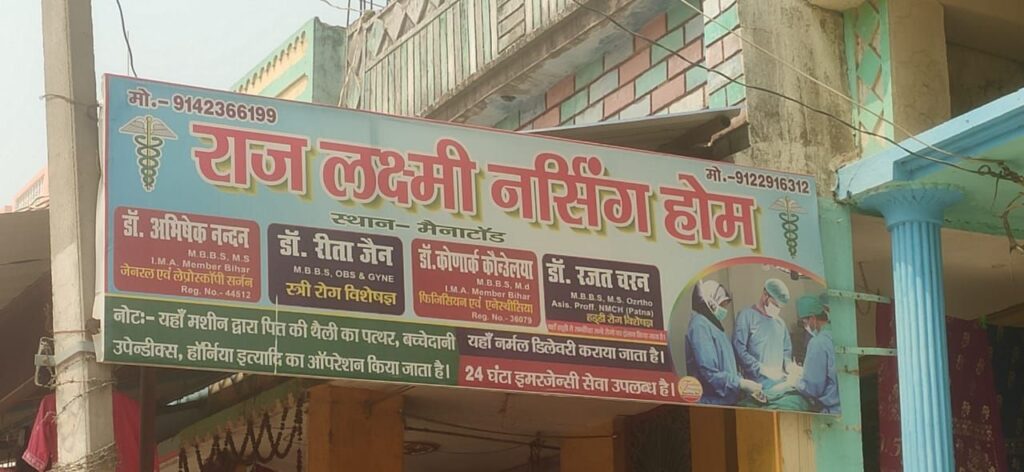 मो.-9142366199
मो.-9122916312
राज लक्ष्मी नर्सिंग होम
स्थान- मैनाटॉड
डॉ. अभिषेक नन्दन
M.B.B.S, M.S
I.M.A. Member Bihar
जेनरल एवं लेप्रोस्कॉपी सर्जन
Reg. No.- 44512
डॉ. रीता जैन
M.B.B.S, OBS & GYNE
स्त्री रोग विशेषज्ञ
डॉ. कोणार्क कौन्डेलया
M.B.B.S, M.d
I.M.A. Member Bihar
फिजिसियन एवं एनेस्थीसिया
Reg. No.- 36079
डॉ. रजत चरन
M.B.B.S, M.S. Ozrtho
Asis. Proff. NMCH (Patna)
हड्डी रोग विशेषज्ञ
नोटः- यहाँ मशीन द्वारा पित की थैली का पत्थर, बच्चेदानी
उपेन्डीक्स, हॉर्निया इत्यादि का ऑपरेशन किया जाता है।
यहाँ नर्मल डिलेवरी कराया जाता है।
24 घंटा इमरजेन्सी सेवा उपलब्ध है।